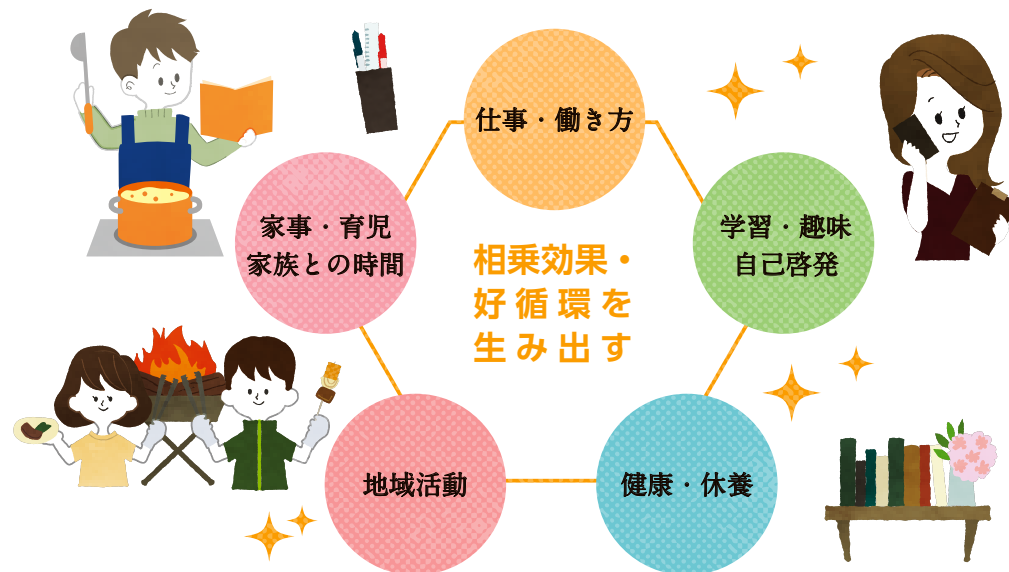 仕事・働き方
家事・育児
家族との時間
学習・趣味
自己啓発
相乗効果・
好循環を
生み出す
地域活動
健康・休養